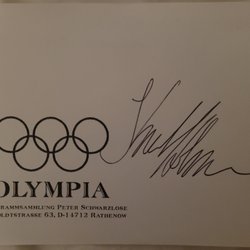 OLYMPIA
RAMMSAMMLUNG PETER SCHWARZLOSE
OLDTSTRASSE 63, D-14712 RATHENOW